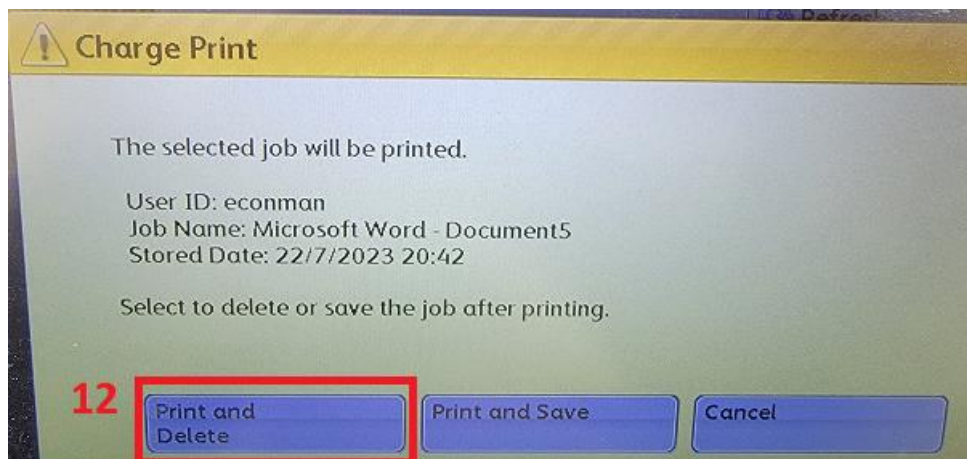 Refresh
Charge Print
The selected job will be printed.
User ID: econman
Job Name: Microsoft Word - Document5
Stored Date: 22/7/2023 20:42
Select to delete or save the job after printing.
12
Print and
Delete
Print and Save
Cancel